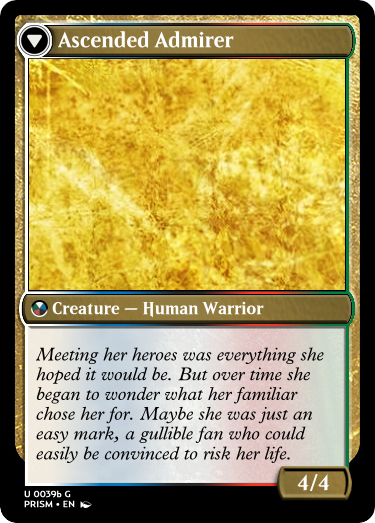 Ascended Admirer
Creature — Human Warrior
Meeting her heroes was everything she
hoped it would be. But over time she
began to wonder what her familiar
chose her for. Maybe she was just an
easy mark, a gullible fan who could
easily be convinced to risk her life.
4/4
U 0039b G
PRISM • EN